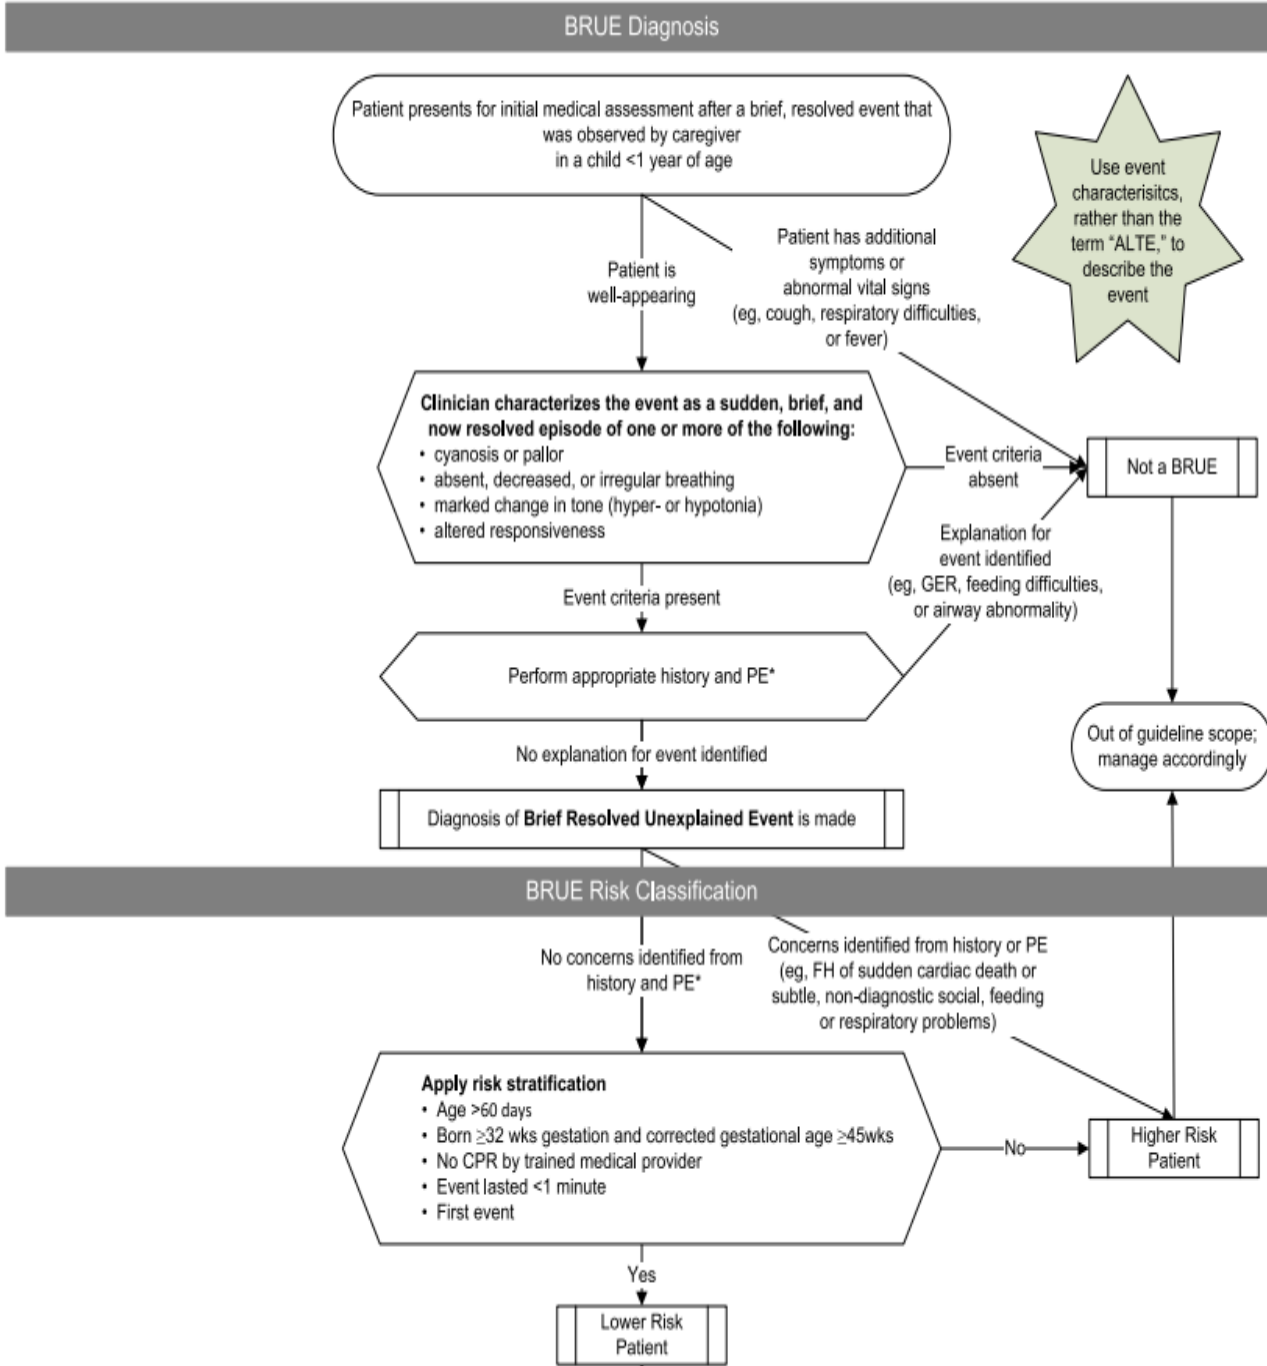 BRUE Diagnosis
Patient presents for initial medical assessment after a brief, resolved event that
was observed by caregiver
in a child <1 year of age
Use event
characterisitcs,
rather than the
term “ALTE,” to
describe the
event
Patient is
well-appearing
Patient has additional
symptoms or
abnormal vital signs
(eg, cough, respiratory difficulties,
or fever)
Clinician characterizes the event as a sudden, brief, and
now resolved episode of one or more of the following:
• cyanosis or pallor
• absent, decreased, or irregular breathing
• marked change in tone (hyper- or hypotonia)
• altered responsiveness
Event criteria
absent
Not a BRUE
Explanation for
event identified
(eg, GER, feeding difficulties,
or airway abnormality)
Event criteria present
Perform appropriate history and PE*
No explanation for event identified
Out of guideline scope;
manage accordingly
Diagnosis of Brief Resolved Unexplained Event is made
BRUE Risk Classification
No concerns identified from
history and PE*
Concerns identified from history or PE
(eg, FH of sudden cardiac death or
subtle, non-diagnostic social, feeding
or respiratory problems)
Apply risk stratification
• Age >60 days
• Born ≥32 wks gestation and corrected gestational age ≥45wks
• No CPR by trained medical provider
• Event lasted <1 minute
• First event
No
Higher Risk
Patient
Yes
Lower Risk
Patient